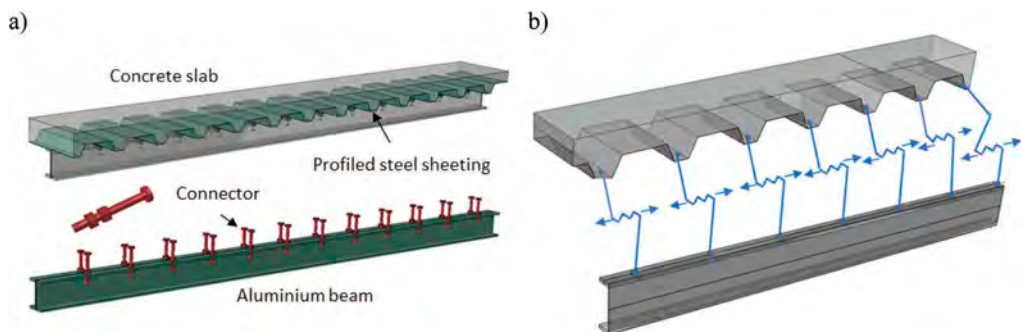 a)
b)
Concrete slab
Profiled steel sheeting
Connector
Aluminium beam